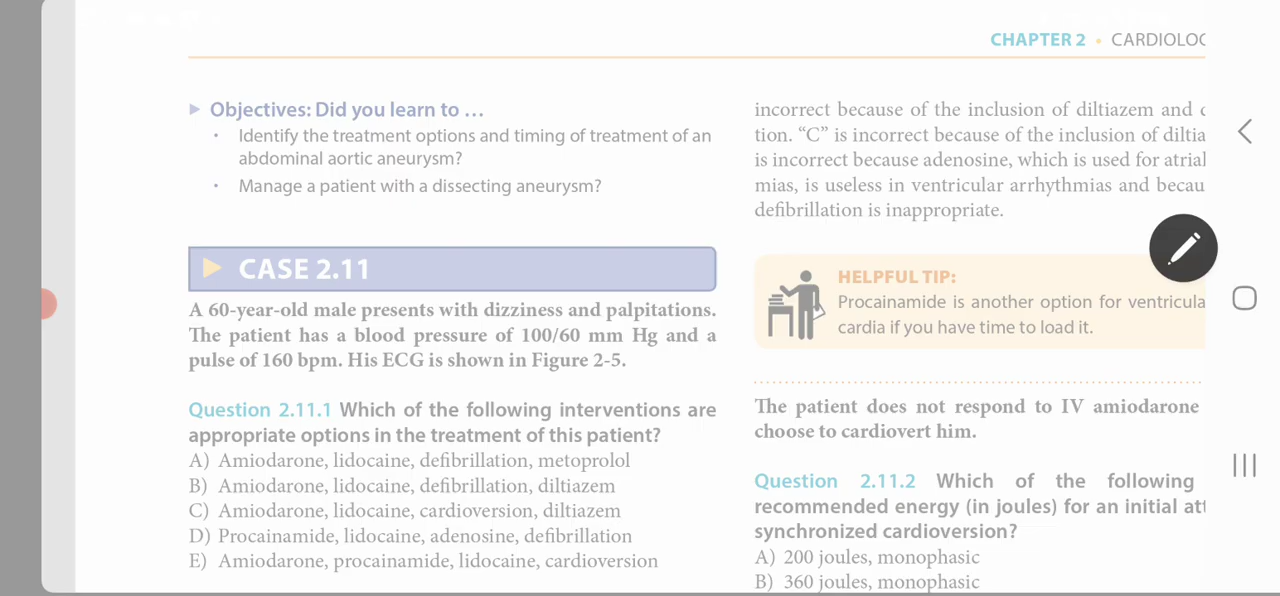 CHAPTER 2 • CARDIOLOG
▶ Objectives: Did you learn to …
• Identify the treatment options and timing of treatment of an
abdominal aortic aneurysm?
• Manage a patient with a dissecting aneurysm?
▶ CASE 2.11
A 60-year-old male presents with dizziness and palpitations.
The patient has a blood pressure of 100/60 mm Hg and a
pulse of 160 bpm. His ECG is shown in Figure 2-5.
Question 2.11.1 Which of the following interventions are
appropriate options in the treatment of this patient?
A) Amiodarone, lidocaine, defibrillation, metoprolol
B) Amiodarone, lidocaine, defibrillation, diltiazem
C) Amiodarone, lidocaine, cardioversion, diltiazem
D) Procainamide, lidocaine, adenosine, defibrillation
E) Amiodarone, procainamide, lidocaine, cardioversion
incorrect because of the inclusion of diltiazem and
tion. “C” is incorrect because of the inclusion of diltia
is incorrect because adenosine, which is used for atrial
mias, is useless in ventricular arrhythmias and becau
defibrillation is inappropriate.
HELPFUL TIP:
Procainamide is another option for ventricula
cardia if you have time to load it.
The patient does not respond to IV amiodarone
choose to cardiovert him.
Question 2.11.2 Which of the following
recommended energy (in joules) for an initial att
synchronized cardioversion?
A) 200 joules, monophasic
B) 360 joules, monophasic